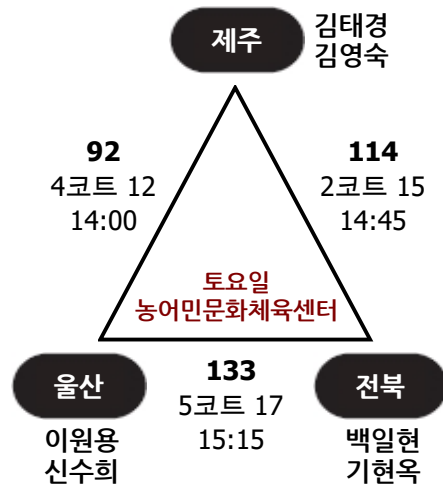 제주
김태경
김영숙
92
4코트 12
14:00
114
2코트 15
14:45
토요일
농어민문화체육센터
울산
이원용
신수희
133
5코트 17
15:15
전북
백일현
기현옥